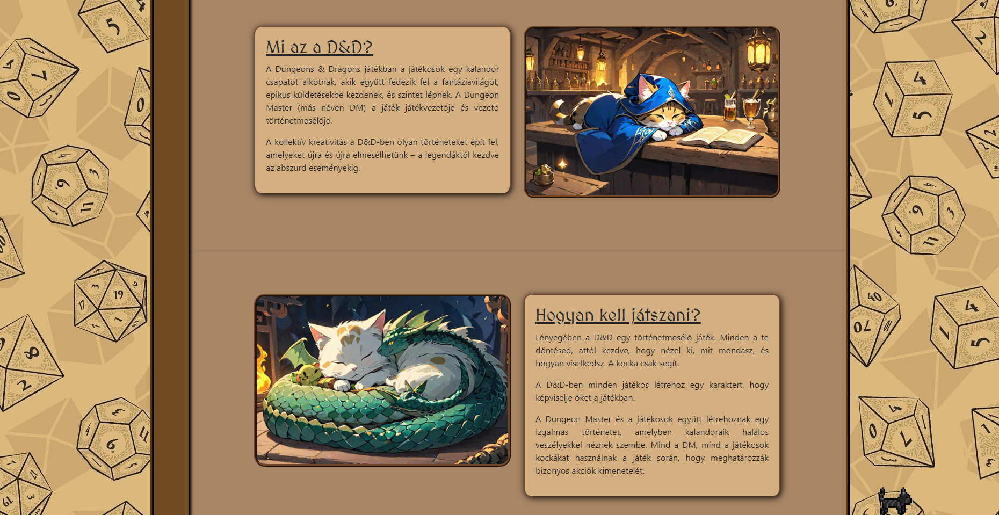 Mi az a D&D?
A Dungeons & Dragons játékban a játékosok egy kalandor
csapatot alkotnak, akik együtt fedezik fel a fantáziavilágot,
epikus küldetésekbe kezdenek, és szintet lépnek. A Dungeon
Master (más néven DM) a játék játékvezetője és vezető
történetmesélője.
A kollektív kreativitás a D&D-ben olyan történeteket épít fel,
amelyeket újra és újra elmesélhetünk – a legendáktól kezdve
az abszurd eseményekig.
Hogyan kell játszani?
Lényegében a D&D egy történetmesélő játék. Minden a te
döntésed, attól kezdve, hogy nézel ki, mit mondasz, és
hogyan viselkedsz. A kocka csak segít.
A D&D-ben minden játékos létrehoz egy karaktert, hogy
képviselje őket a játékban.
A Dungeon Master és a játékosok együtt létrehoznak egy
izgalmas történetet, amelyben kalandoraik halálos
veszélyekkel néznek szembe. Mind a DM, mind a játékosok
kockákat használnak a játék során, hogy meghatározzák
bizonyos akciók kimenetelét.